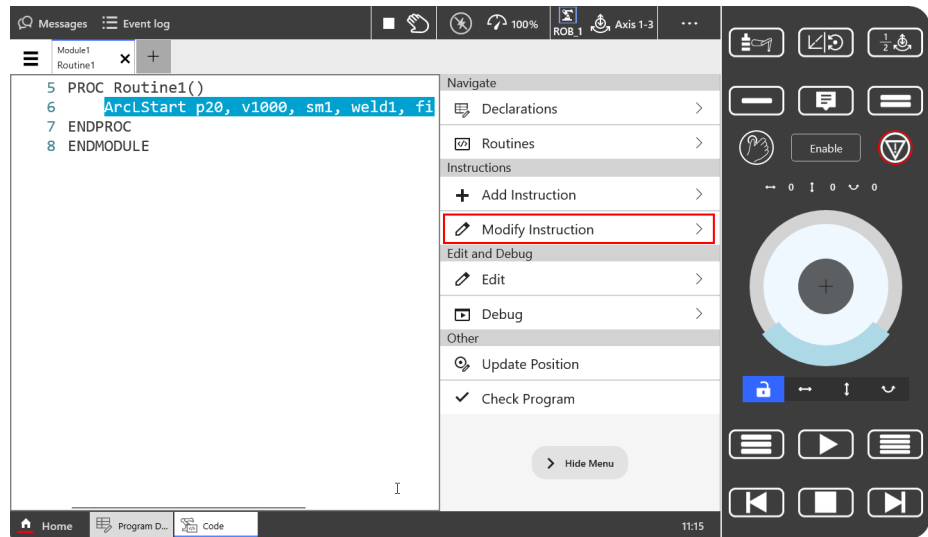 Messages Event log 100% ROB_1 Axis 1-3 ...
Module1
Routine1
5 PROC Routine1()
6 ArcLStart p20, v1000, sm1, weld1, fi
7 ENDPROC
8 ENDMODULE
Navigate
Declarations
Routines
Instructions
Add Instruction
Modify Instruction
Edit and Debug
Edit
Debug
Other
Update Position
Check Program
Hide Menu
Home Program D... Code 11:15
1
2
Enable
0 0 0